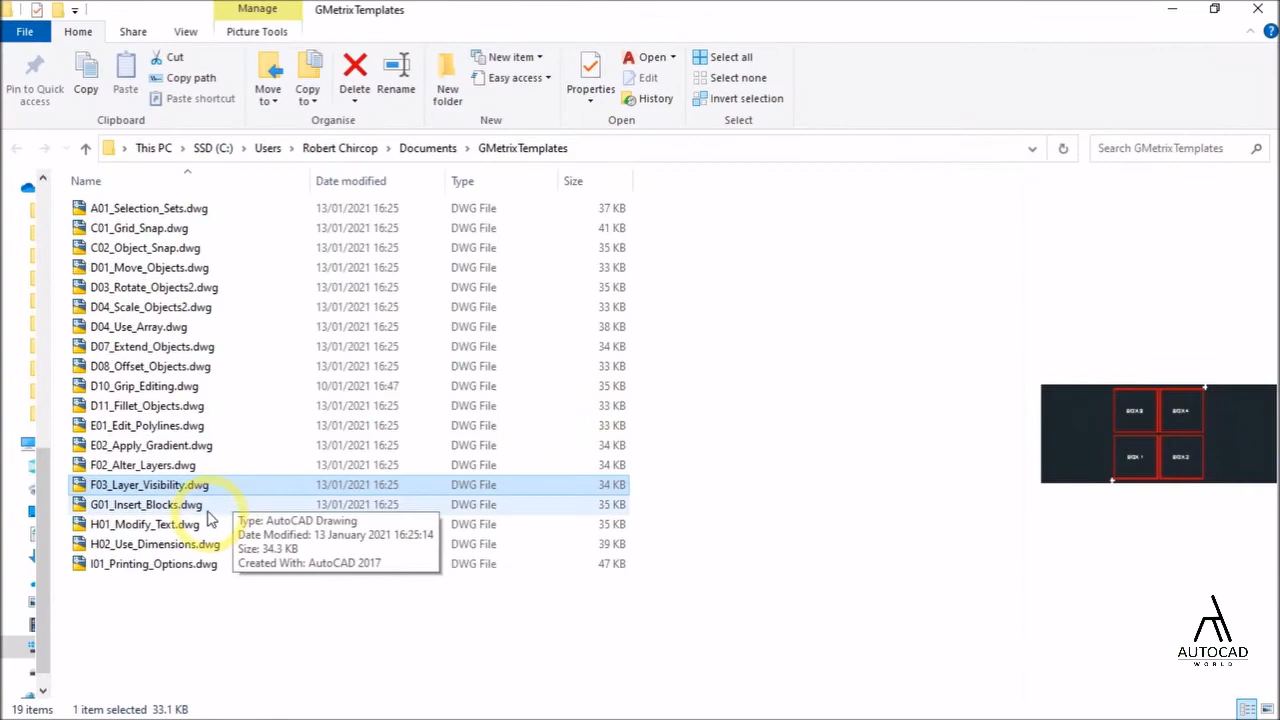 Manage
GMetrixTemplates
File
Home
Share
View
Picture Tools
Pin to Quick access
Copy
Paste
Cut
Copy path
Paste shortcut
Clipboard
Move to
Copy to
Delete
Rename
Organise
New folder
New item
Easy access
New
Properties
Open
Edit
History
Open
Select all
Select none
Invert selection
Select
This PC > SSD (C:) > Users > Robert Chircop > Documents > GMetrixTemplates
Search GMetrixTemplates
Name Date modified Type Size
A01_Selection_Sets.dwg 13/01/2021 16:25 DWG File 37 KB
C01_Grid_Snap.dwg 13/01/2021 16:25 DWG File 41 KB
C02_Object_Snap.dwg 13/01/2021 16:25 DWG File 35 KB
D01_Move_Objects.dwg 13/01/2021 16:25 DWG File 33 KB
D03_Rotate_Objects2.dwg 13/01/2021 16:25 DWG File 35 KB
D04_Scale_Objects2.dwg 13/01/2021 16:25 DWG File 33 KB
D04_Use_Array.dwg 13/01/2021 16:25 DWG File 38 KB
D07_Extend_Objects.dwg 13/01/2021 16:25 DWG File 34 KB
D08_Offset_Objects.dwg 13/01/2021 16:25 DWG File 33 KB
D10_Grip_Editing.dwg 10/01/2021 16:47 DWG File 35 KB
D11_Fillet_Objects.dwg 13/01/2021 16:25 DWG File 34 KB
E01_Edit_Polylines.dwg 13/01/2021 16:25 DWG File 33 KB
E02_Apply_Gradient.dwg 13/01/2021 16:25 DWG File 34 KB
F02_Alter_Layers.dwg 13/01/2021 16:25 DWG File 34 KB
F03_Layer_Visibility.dwg 13/01/2021 16:25 DWG File 34 KB
G01_Insert_Blocks.dwg 13/01/2021 16:25 DWG File 35 KB
H01_Modify_Text.dwg DWG File 35 KB
H02_Use_Dimensions.dwg DWG File 39 KB
I01_Printing_Options.dwg DWG File 47 KB
Type: AutoCAD Drawing
Date Modified: 13 January 2021 16:25:14
Size: 34.3 KB
Created With: AutoCAD 2017
BOX 1 BOX 2
AUTOCAD
WORLD
19 items 1 item selected 33.1 KB